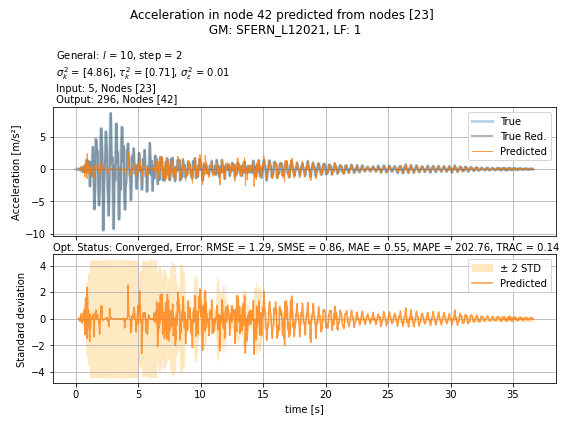 Acceleration in node 42 predicted from nodes [23]
GM: SFERN_L12021, LF: 1
General: l = 10, step = 2
σ²ₖ = [4.86], τ²ₖ = [0.71], σ²ε = 0.01
Input: 5, Nodes [23]
Output: 296, Nodes [42]
Acceleration [m/s²]
5
0
−5
−10
True
True Red.
Predicted
Opt. Status: Converged, Error: RMSE = 1.29, SMSE = 0.86, MAE = 0.55, MAPE = 202.76, TRAC = 0.14
Standard deviation
4
2
0
−2
−4
± 2 STD
Predicted
0 5 10 15 20 25 30 35
time [s]